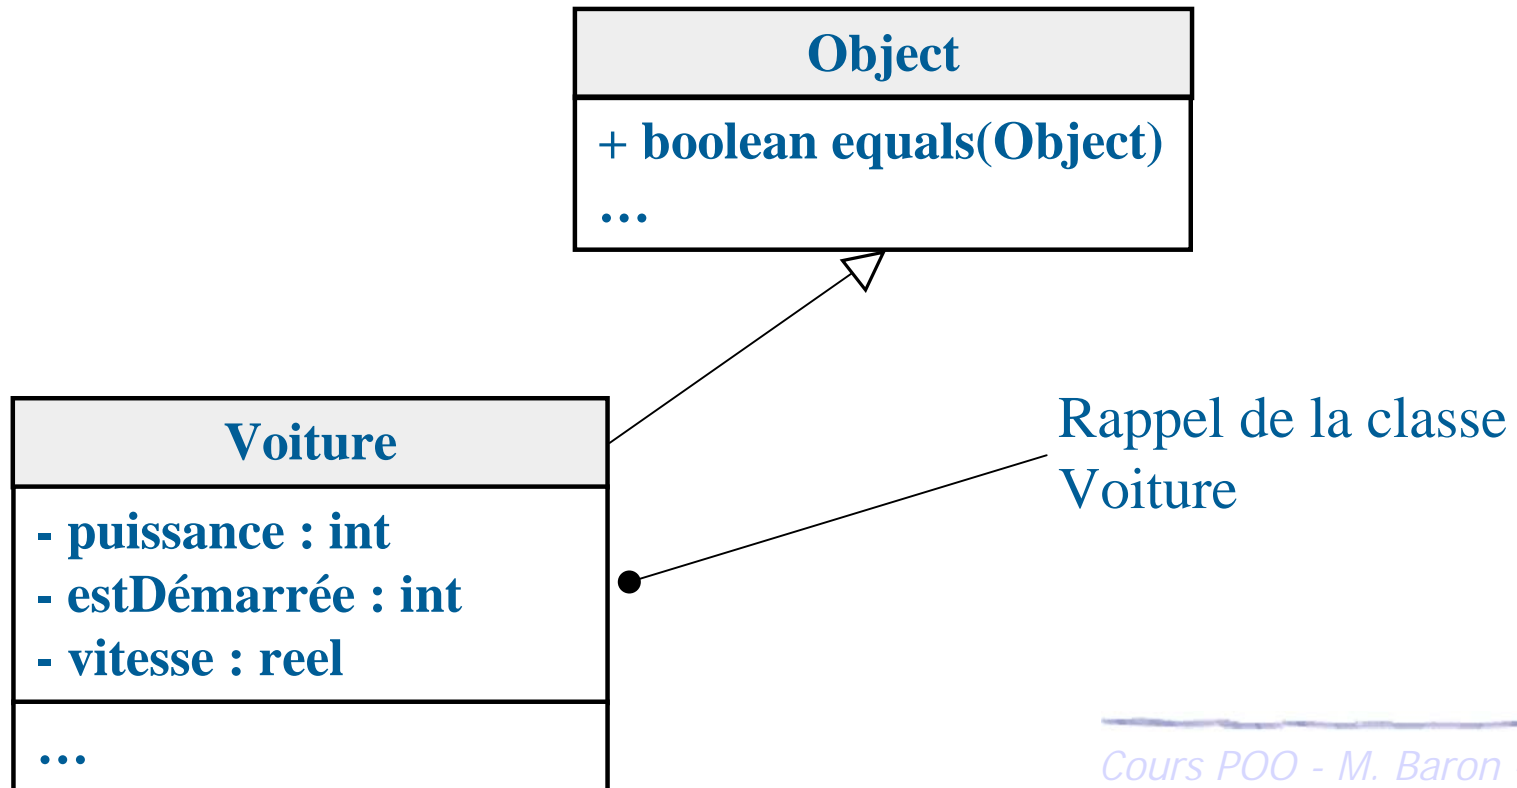 Object
+ boolean equals(Object)
…
Voiture
- puissance : int
- estDémarrée : int
- vitesse : reel
…
Rappel de la classe
Voiture
Cours POO - M. Baron